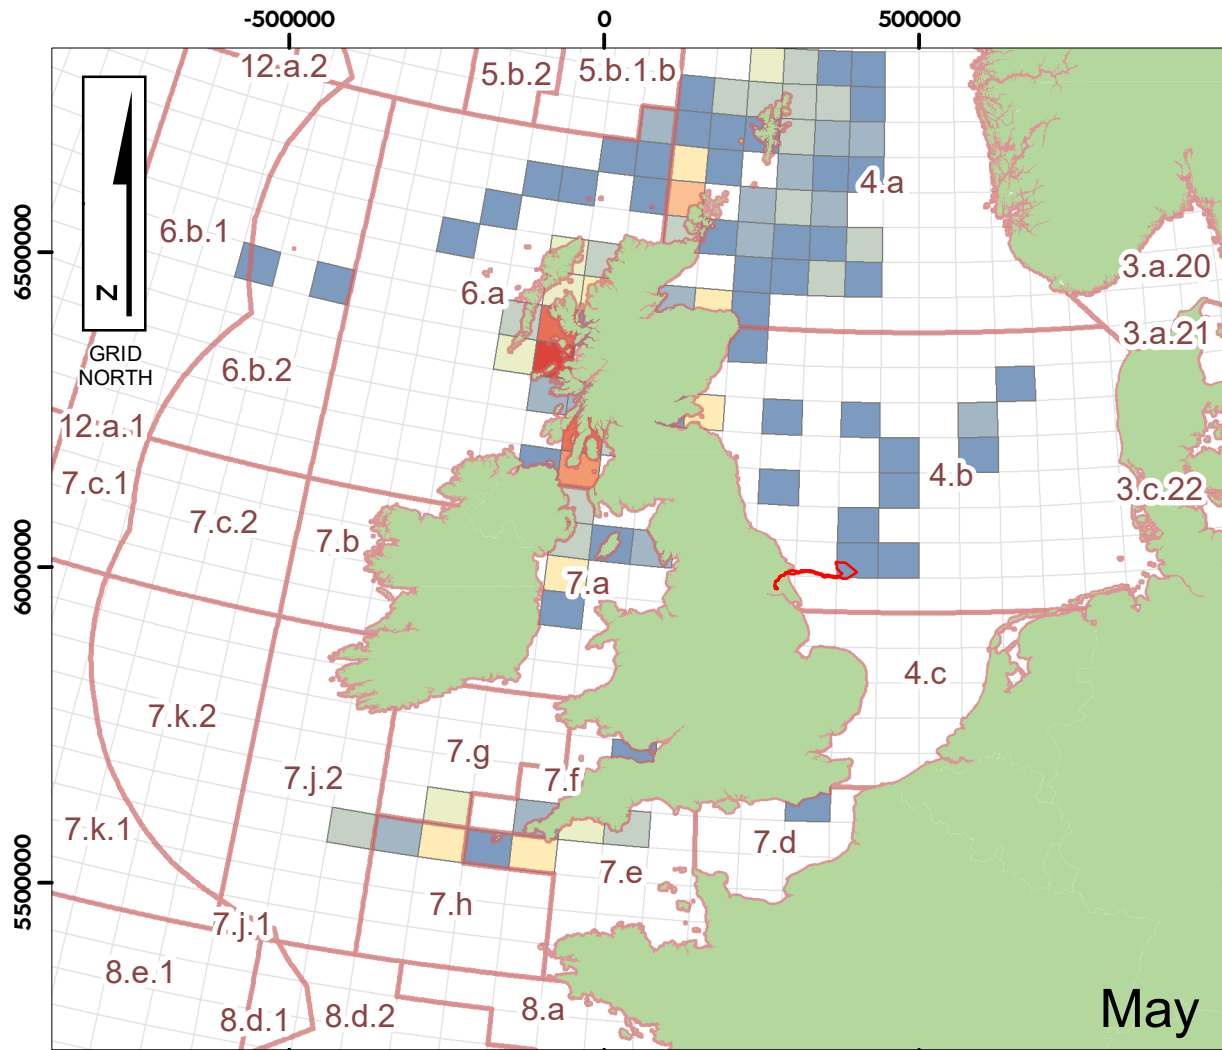 -5000000 0 500000
12.a.2
5.b.2 5.b.1.b
4.a
6.b.1
3.a.20
6500000
6.a
N
3.a.21
GRID
NORTH
6.b.2
12.a.1
7.c.1
4.b
3.c.22
7.c.2
7.b
6000000
7.a
4.c
7.k.2
7.g
7.j.2
7.f
7.k.1
7.d
7.e
5500000
7.h
7.j.1
8.e.1
8.d.1 8.d.2 8.a
May